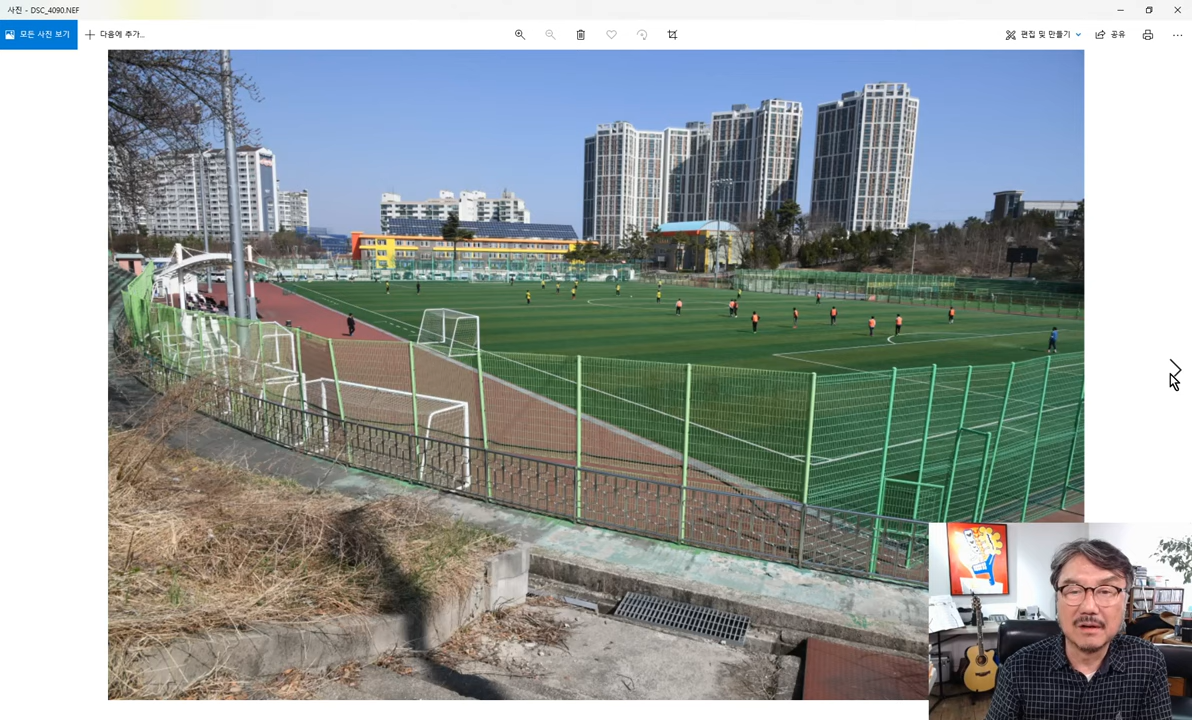 사진 - DSC_4090.NEF
모든 사진 보기
다음에 추가...
편집 및 만들기
공유